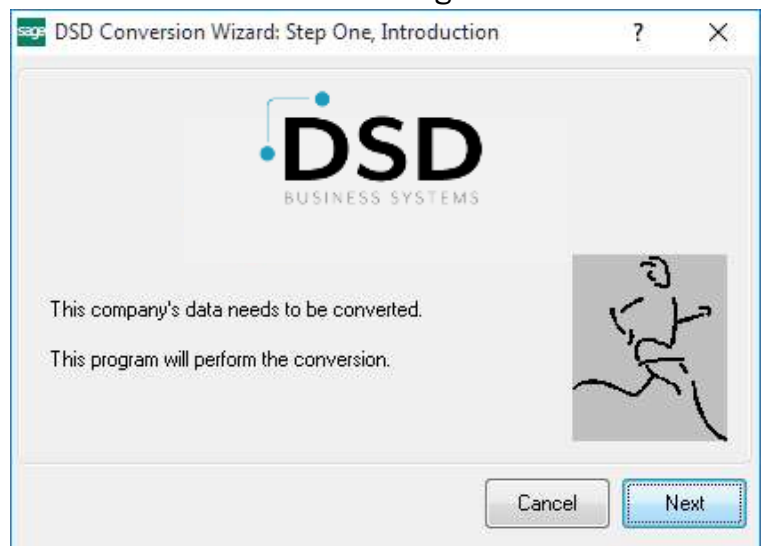 sage DSD Conversion Wizard: Step One, Introduction ? X
DSD
BUSINESS SYSTEMS
This company's data needs to be converted.
This program will perform the conversion.
Cancel Next